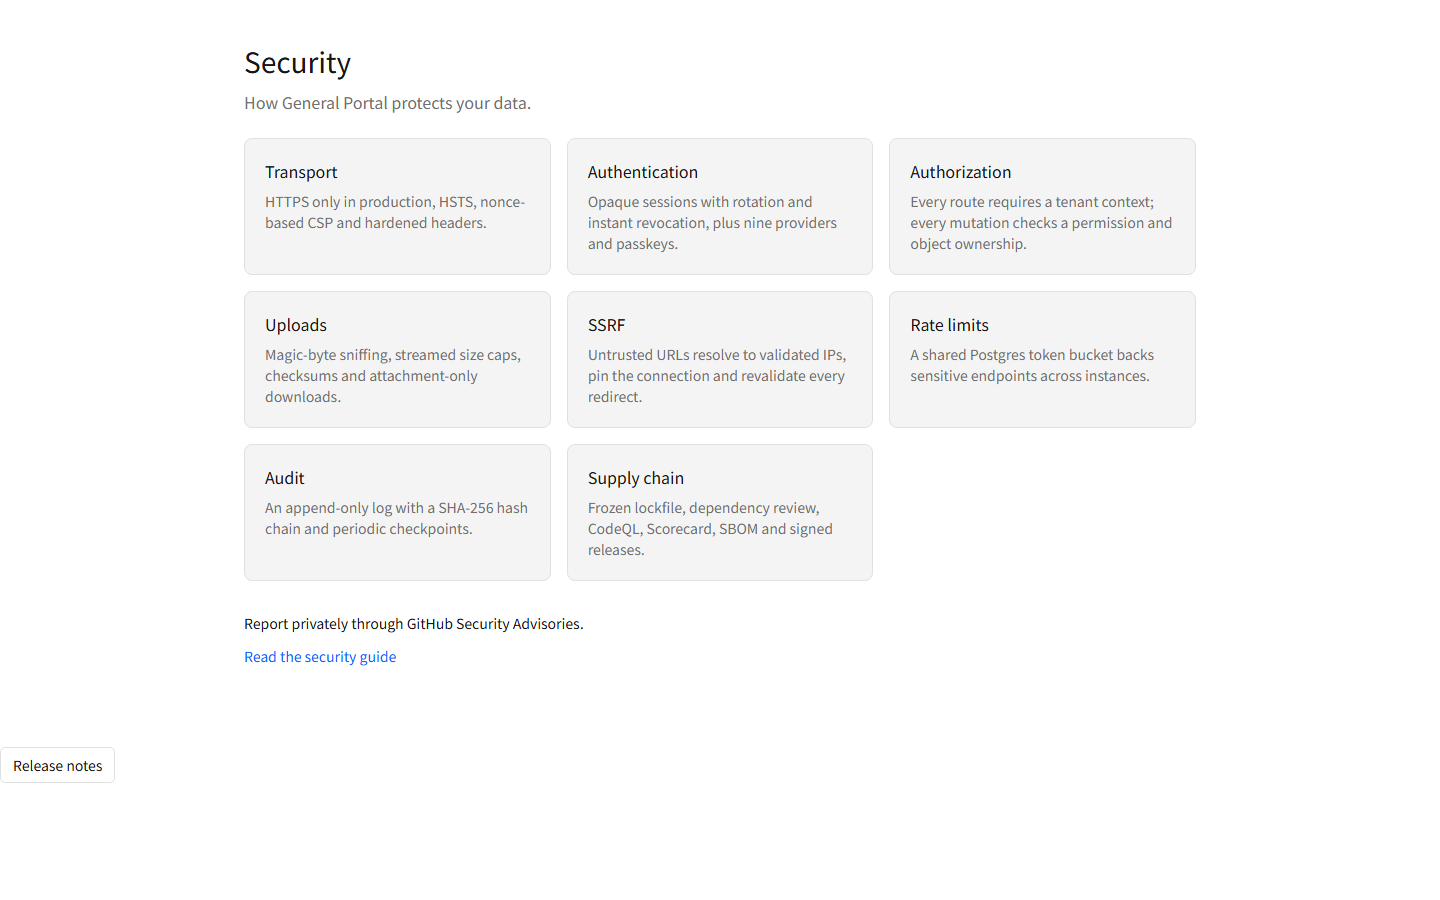 Security
How General Portal protects your data.
Transport
HTTPS only in production, HSTS, nonce-
based CSP and hardened headers.
Authentication
Opaque sessions with rotation and
instant revocation, plus nine providers
and passkeys.
Authorization
Every route requires a tenant context;
every mutation checks a permission and
object ownership.
Uploads
Magic-byte sniffing, streamed size caps,
checksums and attachment-only
downloads.
SSRF
Untrusted URLs resolve to validated IPs,
pin the connection and revalidate every
redirect.
Rate limits
A shared Postgres token bucket backs
sensitive endpoints across instances.
Audit
An append-only log with a SHA-256 hash
chain and periodic checkpoints.
Supply chain
Frozen lockfile, dependency review,
CodeQL, Scorecard, SBOM and signed
releases.
Report privately through GitHub Security Advisories.
Read the security guide
Release notes